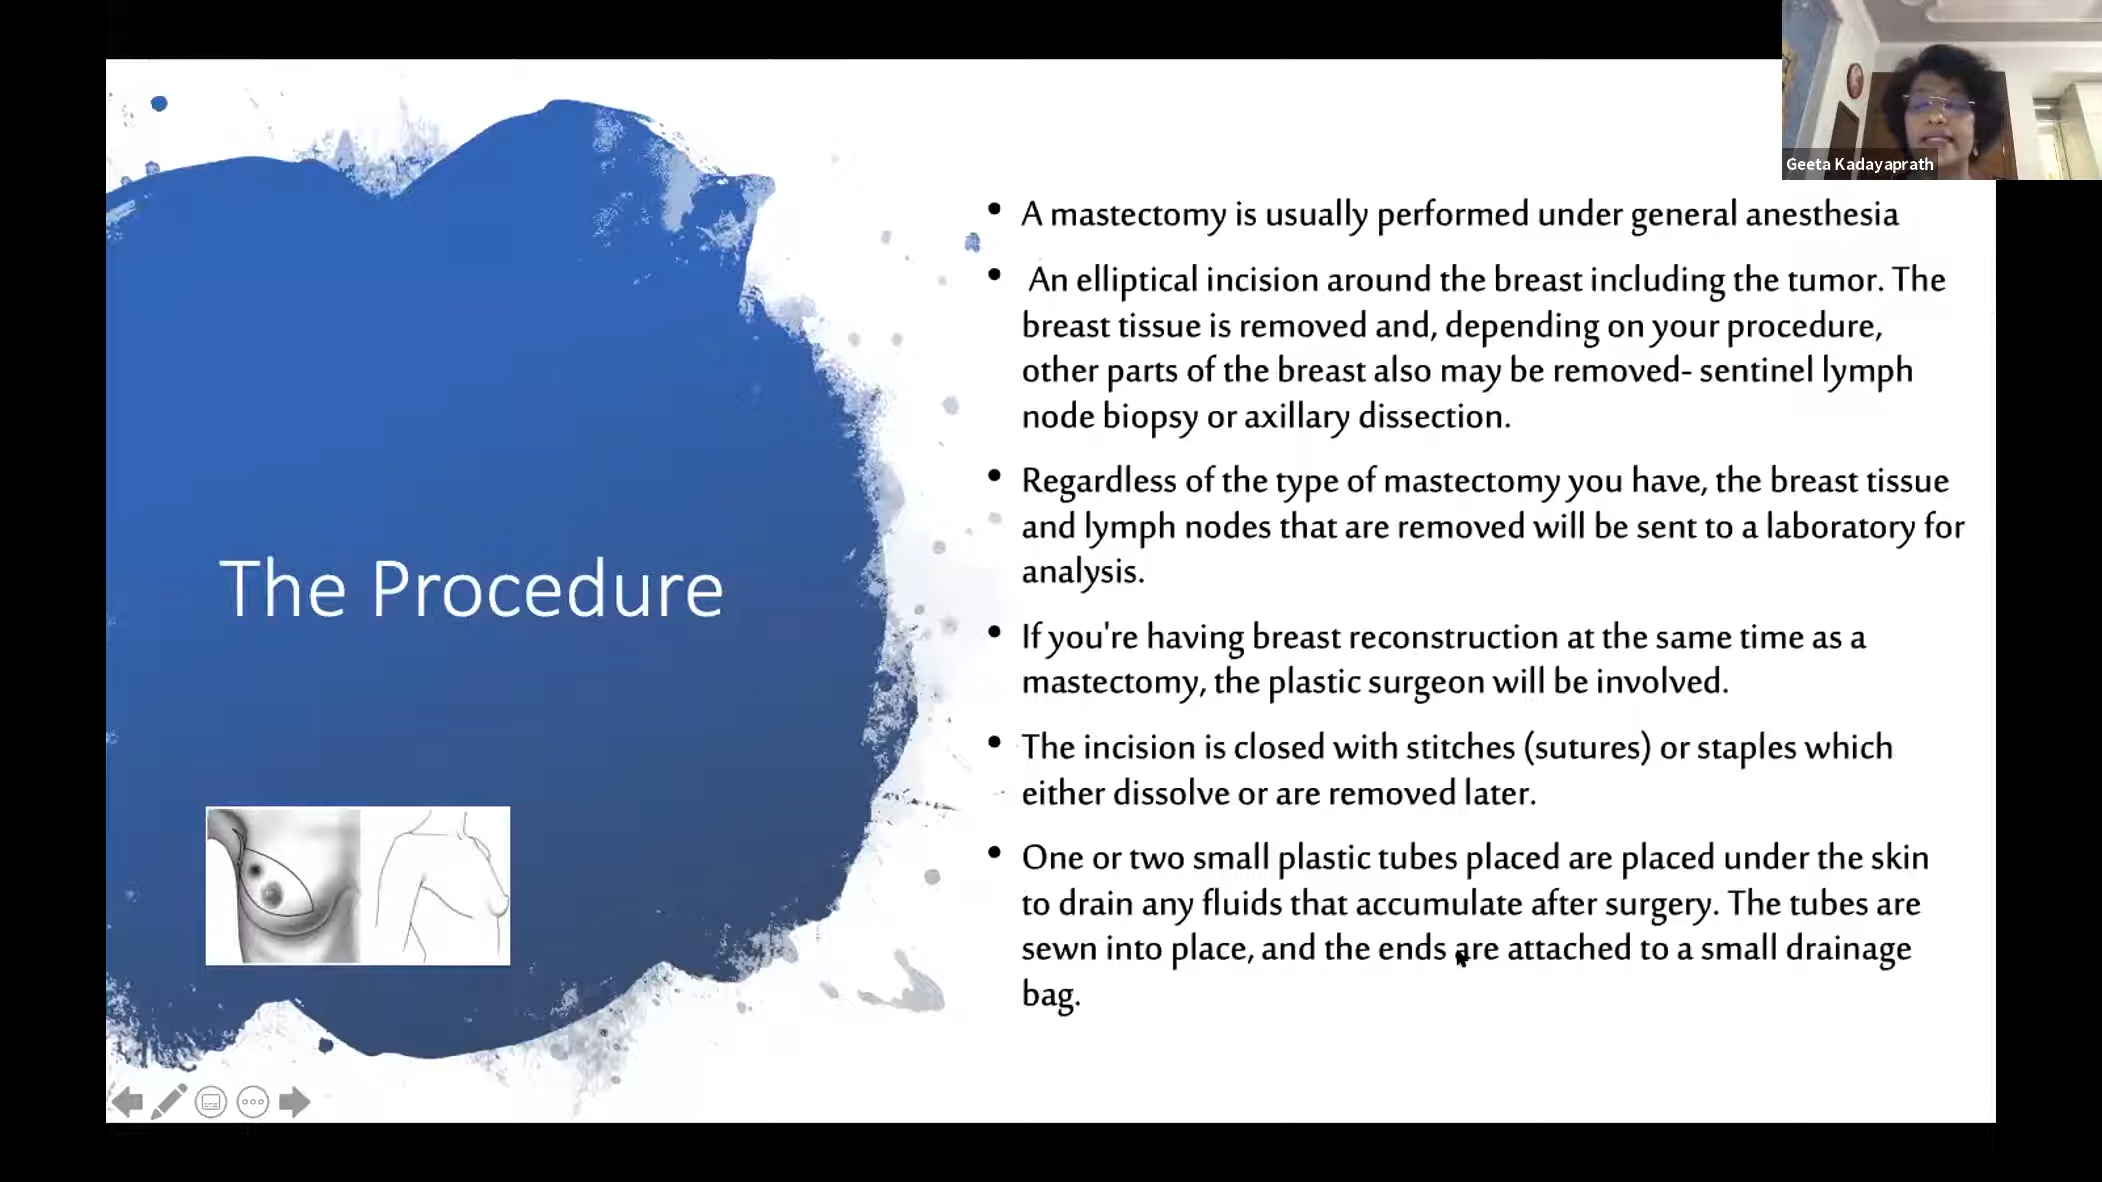 Geeta Kadayaprath
The Procedure
• A mastectomy is usually performed under general anesthesia
• An elliptical incision around the breast including the tumor. The
breast tissue is removed and, depending on your procedure,
other parts of the breast also may be removed- sentinel lymph
node biopsy or axillary dissection.
• Regardless of the type of mastectomy you have, the breast tissue
and lymph nodes that are removed will be sent to a laboratory for
analysis.
• If you're having breast reconstruction at the same time as a
mastectomy, the plastic surgeon will be involved.
• The incision is closed with stitches (sutures) or staples which
either dissolve or are removed later.
• One or two small plastic tubes placed are placed under the skin
to drain any fluids that accumulate after surgery. The tubes are
sewn into place, and the ends are attached to a small drainage
bag.